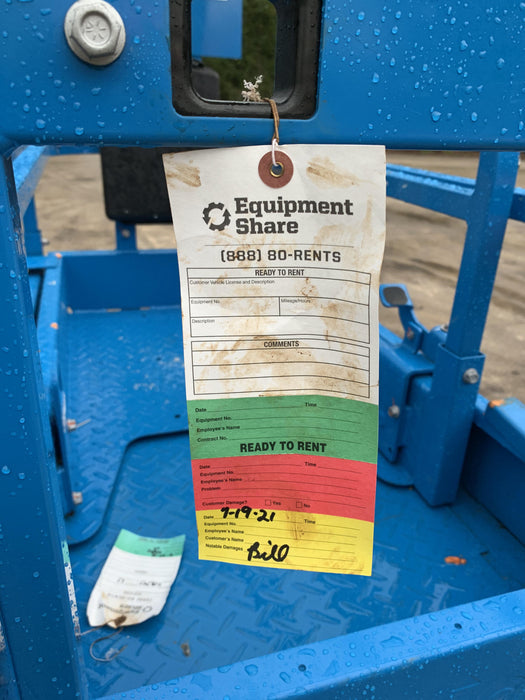 Equipment
Share
(888) 80-RENTS
READY TO RENT
Customer Vehicle License and Description
Equipment No. Mileage/Hours
Description
COMMENTS
Date Time
Equipment No.
Employee's Name
Contract No.
READY TO RENT
Date Time
Equipment No.
Employee's Name
Problem
Customer Damage? Yes No
Date 7-19-21
Equipment No. Time
Employee's Name
Customer's Name
Notable Damages Bill